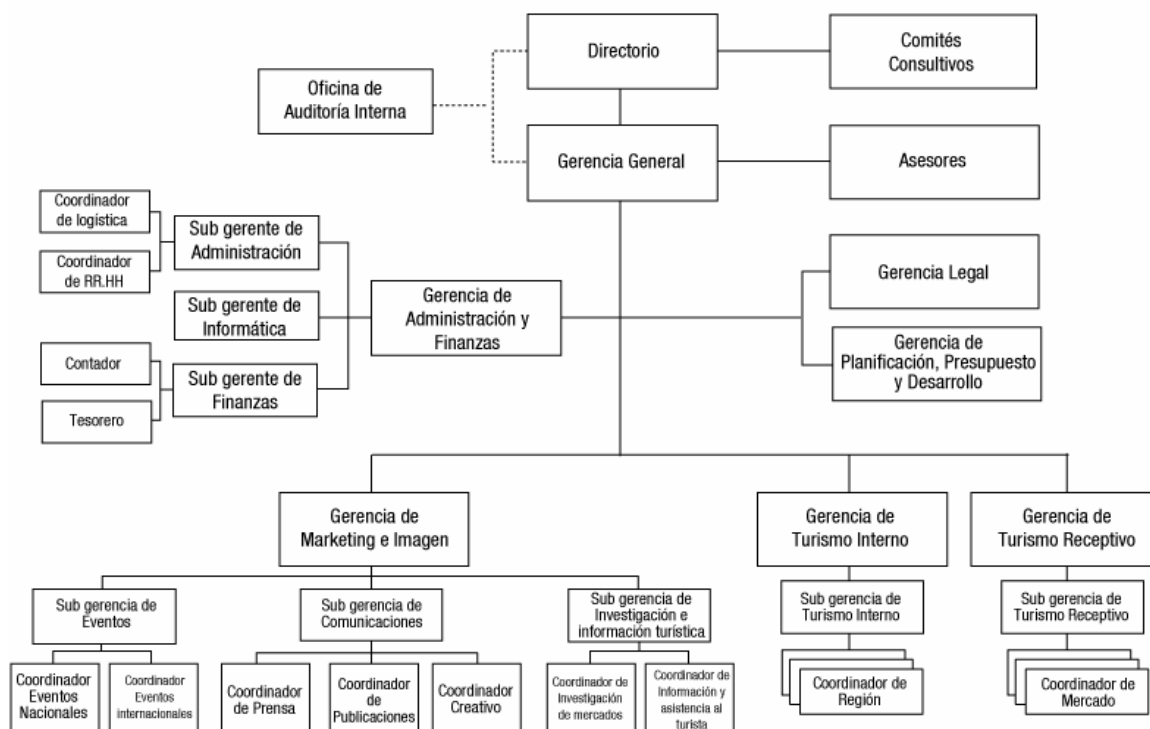 Directorio
Comités
Consultivos
Oficina de
Auditoría Interna
Gerencia General
Asesores
Coordinador
de logística
Sub gerente de
Administración
Coordinador
de RR.HH
Gerencia Legal
Sub gerente de
Informática
Gerencia de
Administración y
Finanzas
Gerencia de
Planificación, Presupuesto
y Desarrollo
Contador
Sub gerente de
Finanzas
Tesorero
Gerencia de
Marketing e Imagen
Gerencia de
Turismo Interno
Gerencia de
Turismo Receptivo
Sub gerencia de
Eventos
Sub gerencia de
Comunicaciones
Sub gerencia de
Investigación e
información turística
Sub gerencia de
Turismo Interno
Sub gerencia de
Turismo Receptivo
Coordinador
Eventos
Nacionales
Coordinador
Eventos
internacionales
Coordinador
de Prensa
Coordinador
de
Publicaciones
Coordinador
Creativo
Coordinador de
Investigación
de mercados
Coordinador de
Información y
asistencia al
turista
Coordinador de
Región
Coordinador de
Mercado